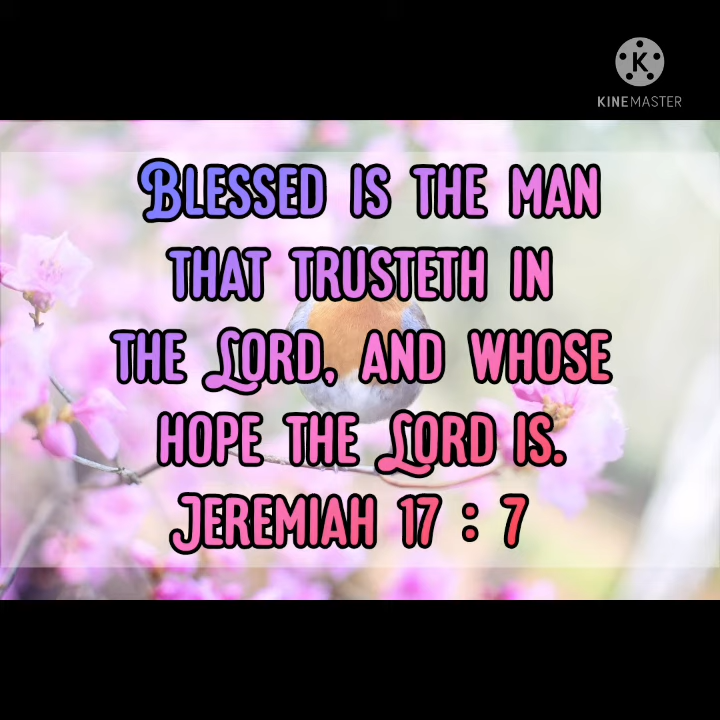 KINEMASTER
Blessed is the man
that trusteth in
the Lord, and whose
hope the Lord is.
Jeremiah 17 : 7